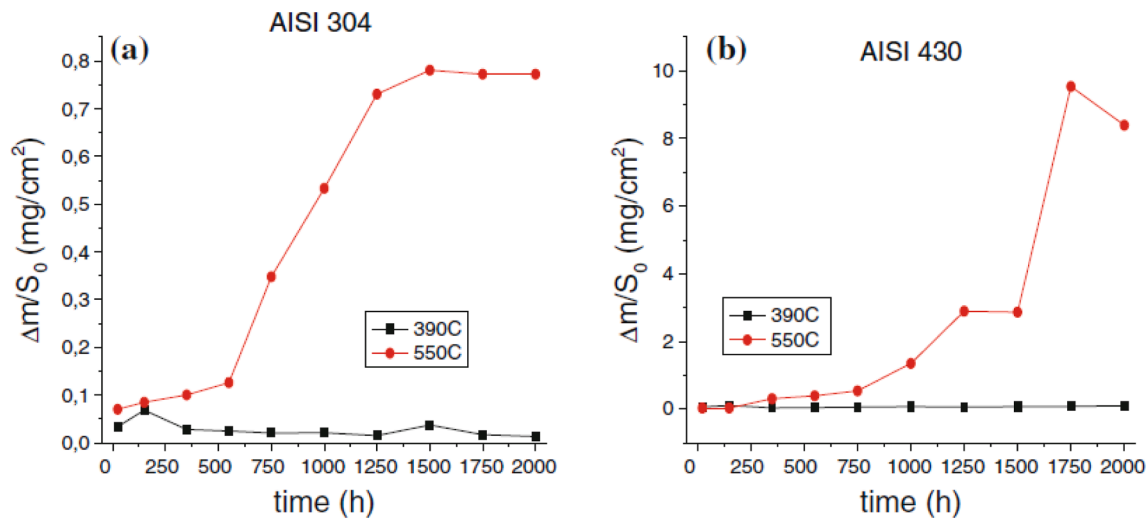 AISI 304
(a)
0,8
0,7
0,6
0,5
0,4
0,3
0,2
0,1
0,0
Δm/S₀ (mg/cm²)
390C
550C
0 250 500 750 1000 1250 1500 1750 2000
time (h)
(b)
AISI 430
10
8
6
4
2
0
Δm/S₀ (mg/cm²)
390C
550C
0 250 500 750 1000 1250 1500 1750 2000
time (h)